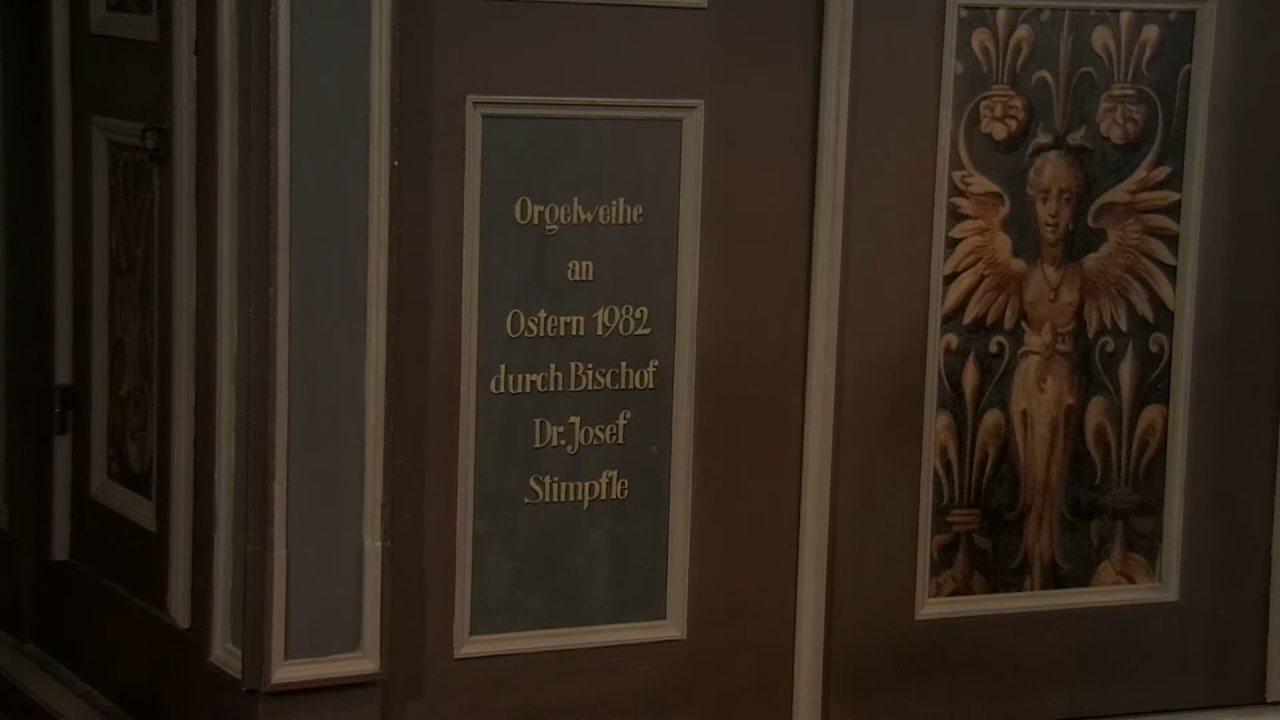 Orgelweihe
an
Ostern 1982
durch Bischof
Dr. Josef
Stimpfle